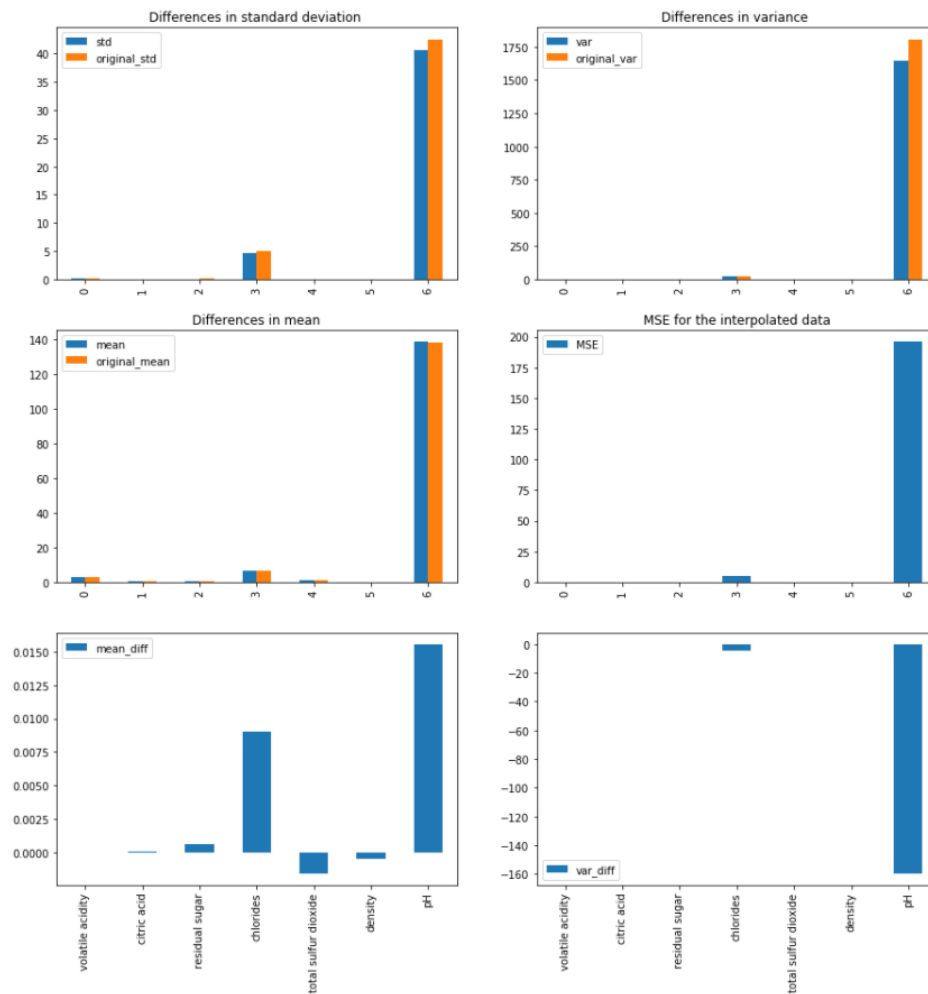 Differences in standard deviation
std
original_std
40
35
30
25
20
15
10
5
0
0 1 2 3 4 5 6
Differences in variance
var
original_var
1750
1500
1250
1000
750
500
250
0
0 1 2 3 4 5 6
Differences in mean
mean
original_mean
140
120
100
80
60
40
20
0
0 1 2 3 4 5 6
MSE for the interpolated data
MSE
200
175
150
125
100
75
50
25
0
0 1 2 3 4 5 6
mean_diff
0.0150
0.0125
0.0100
0.0075
0.0050
0.0025
0.0000
volatile acidity
citric acid
residual sugar
chlorides
total sulfur dioxide
density
pH
0
−20
−40
−60
−80
−100
−120
−140
−160
var_diff
volatile acidity
citric acid
residual sugar
chlorides
total sulfur dioxide
density
pH